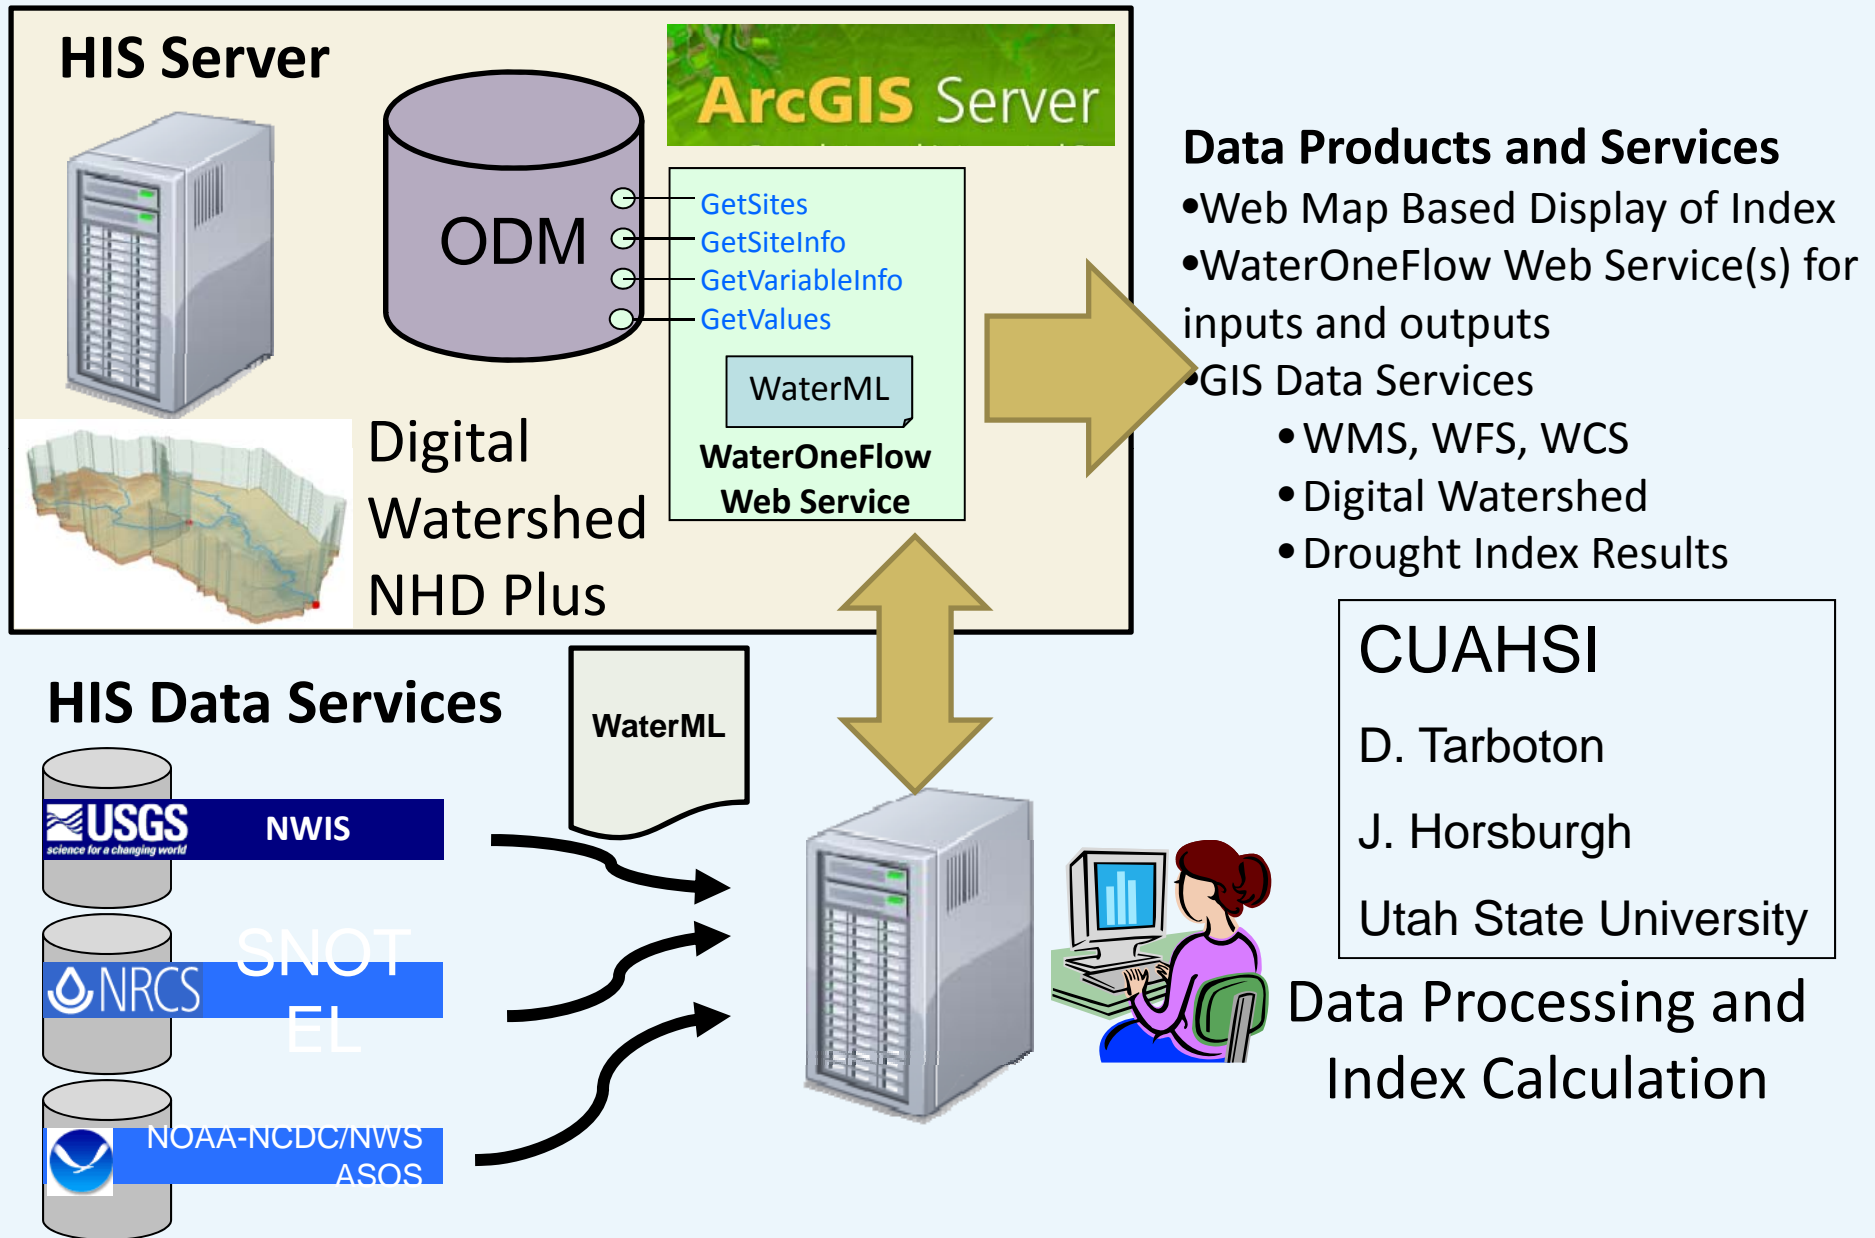 HIS Server
ArcGIS Server
ODM
GetSites
GetSiteInfo
GetVariableInfo
GetValues
WaterML
WaterOneFlow
Web Service
Digital
Watershed
NHD Plus
Data Products and Services
•Web Map Based Display of Index
•WaterOneFlow Web Service(s) for
inputs and outputs
•GIS Data Services
•WMS, WFS, WCS
•Digital Watershed
•Drought Index Results
CUAHSI
D. Tarboton
J. Horsburgh
Utah State University
HIS Data Services
WaterML
USGS
science for a changing world
NWIS
NRCS
SNOT
EL
NOAA-NCDC/NWS
ASOS
Data Processing and
Index Calculation